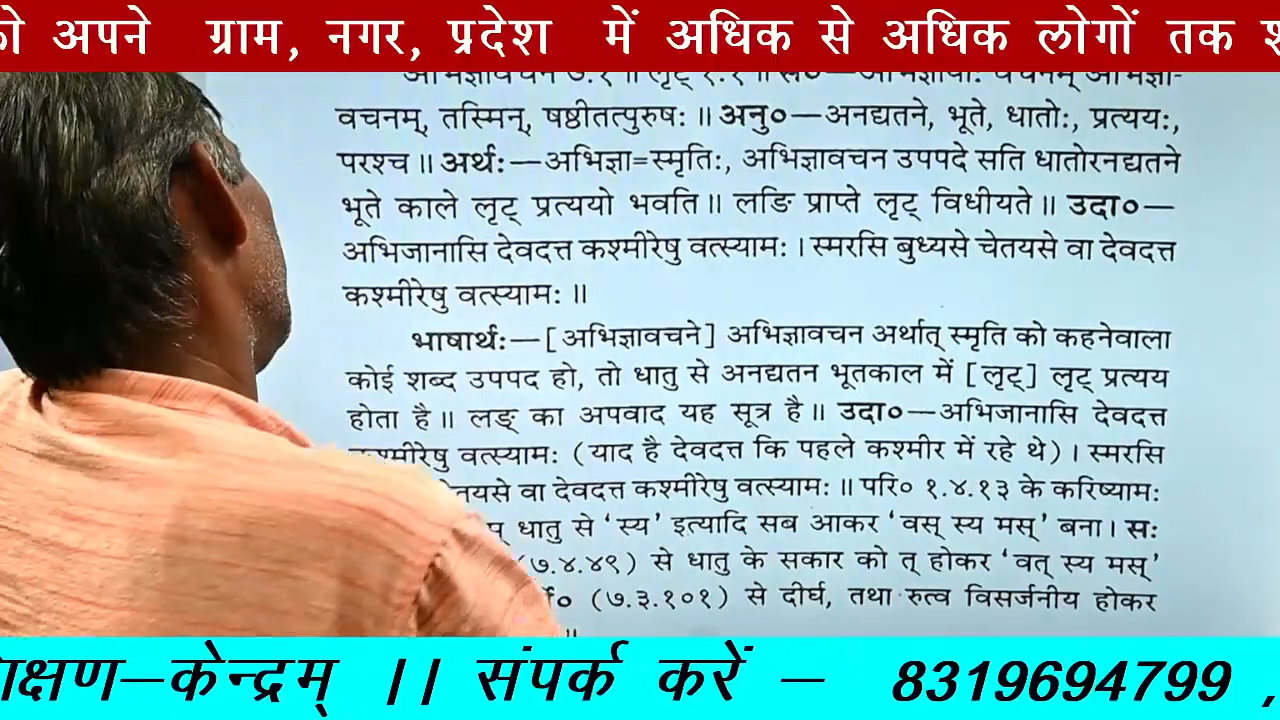 अपने ग्राम, नगर, प्रदेश में अधिक से अधिक लोगों तक
वचनम्, तस्मिन्, षष्ठीतत्पुरुषः ॥ अनु०—अनद्यतने, भूते, धातोः, प्रत्ययः,
परश्च ॥ अर्थः—अभिज्ञा=स्मृतिः, अभिज्ञावचन उपपदे सति धातोरनद्यतने
भूते काले लृट् प्रत्ययो भवति ॥ लङि प्राप्ते लृट् विधीयते ॥ उदा०—
अभिजानासि देवदत्त कश्मीरेषु वत्स्यामः । स्मरसि बुध्यसे चेतयसे वा देवदत्त
कश्मीरेषु वत्स्यामः ॥
भाषार्थः—[अभिज्ञावचने] अभिज्ञावचन अर्थात् स्मृति को कहनेवाला
कोई शब्द उपपद हो, तो धातु से अनद्यतन भूतकाल में [लृट्] लृट् प्रत्यय
होता है ॥ लङ् का अपवाद यह सूत्र है ॥ उदा०—अभिजानासि देवदत्त
वत्स्यामः (याद है देवदत्त कि पहले कश्मीर में रहे थे) । स्मरसि
वा देवदत्त कश्मीरेषु वत्स्यामः ॥ परि० १.४.१३ के करिष्यामः
धातु से ‘स्य’ इत्यादि सब आकर ‘वस् स्य मस्’ बना । सः
(७.४.४९) से धातु के सकार को त् होकर ‘वत् स्य मस्’
(७.३.१०१) से दीर्घ, तथा रुत्व विसर्जनीय होकर
॥
केन्द्रम् || संपर्क करें — 8319694799 ,